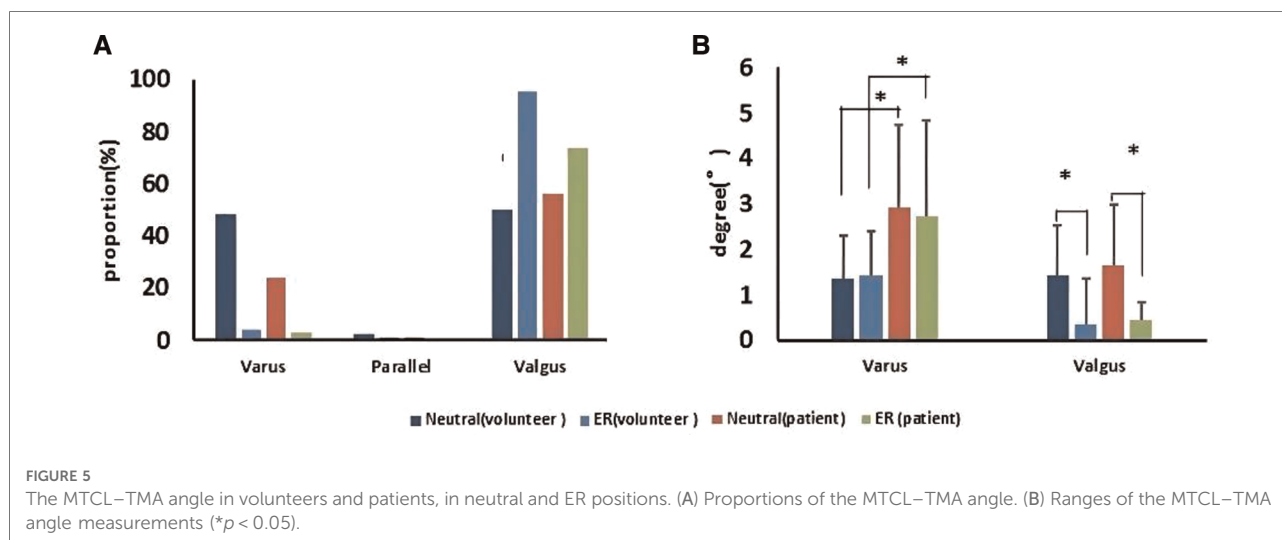 A
B
100
80
60
40
20
0
proportion(%)
Varus
Parallel
Valgus
6
5
4
3
2
1
0
degree(°)
*
*
*
*
Varus
Valgus
Neutral(volunteer) ER(volunteer) Neutral(patient) ER (patient)
FIGURE 5
The MTCL–TMA angle in volunteers and patients, in neutral and ER positions. (A) Proportions of the MTCL–TMA angle. (B) Ranges of the MTCL–TMA
angle measurements (*p < 0.05).